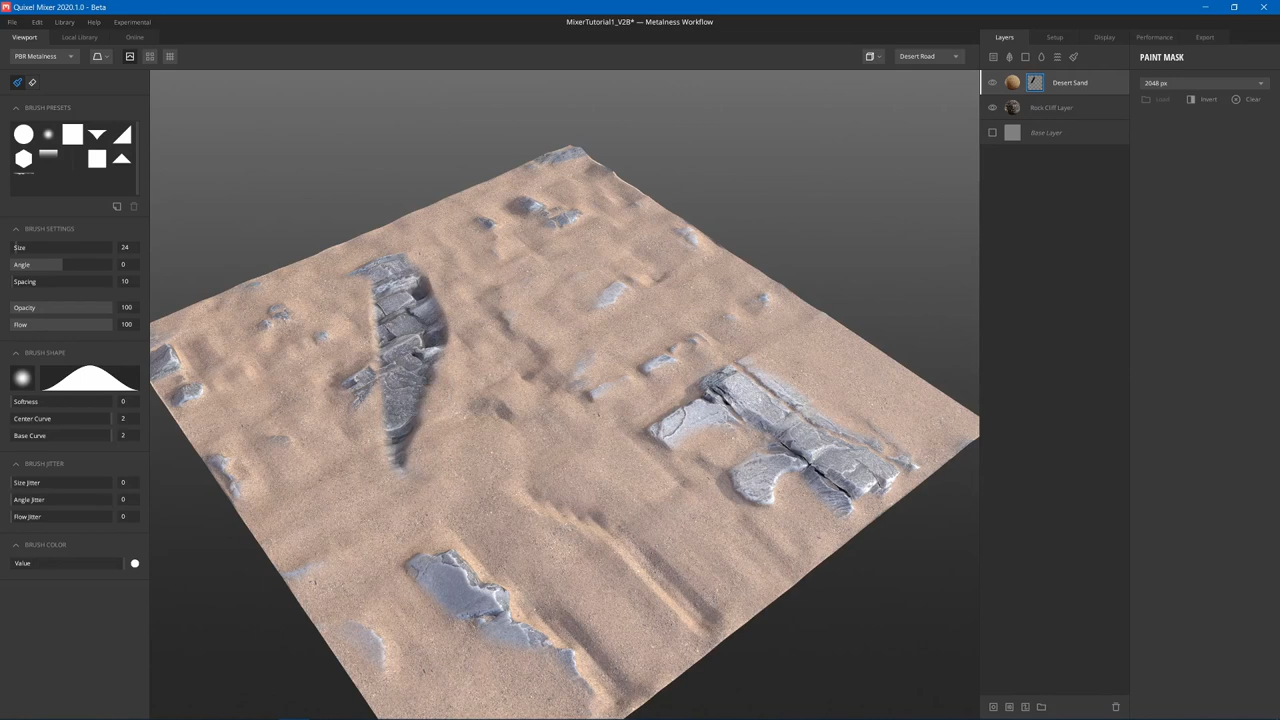 Quixel Mixer 2020.1.0 - Beta
File Edit Library Help Experimental
MixerTutorial1_V2B* — Metalness Workflow
Viewport Local Library Online
Layers Setup Display Performance Export
PBR Metalness
Desert Road
PAINT MASK
2048 px
Load Invert Clear
Desert Sand
Rock Cliff Layer
Base Layer
BRUSH PRESETS
BRUSH SETTINGS
Size 24
Angle 0
Spacing 10
Opacity 100
Flow 100
BRUSH SHAPE
Softness 0
Center Curve 2
Base Curve 2
BRUSH JITTER
Size Jitter 0
Angle Jitter 0
Flow Jitter 0
BRUSH COLOR
Value